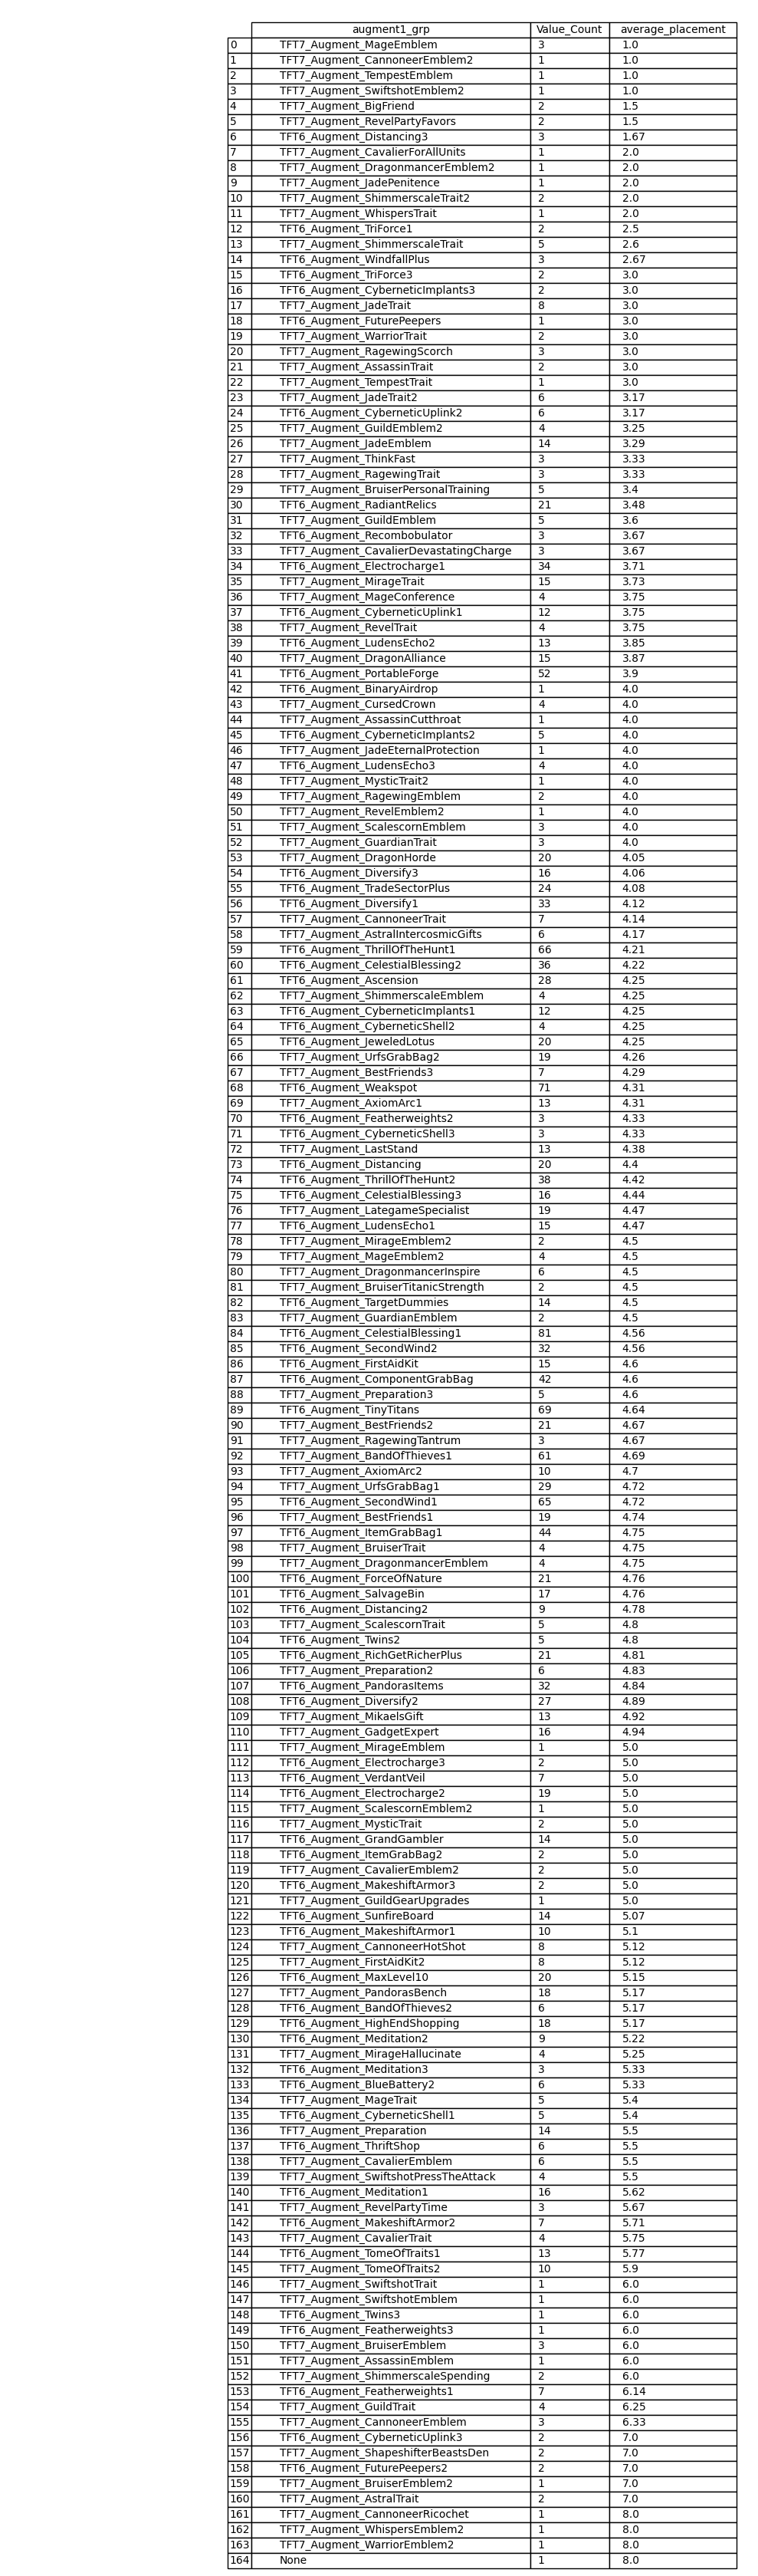 augment1_grp Value_Count average_placement
0 TFT7_Augment_MageEmblem 3 1.0
1 TFT7_Augment_CannoneerEmblem2 1 1.0
2 TFT7_Augment_TempestEmblem 1 1.0
3 TFT7_Augment_SwiftshotEmblem2 1 1.0
4 TFT7_Augment_BigFriend 2 1.5
5 TFT7_Augment_RevelPartyFavors 2 1.5
6 TFT6_Augment_Distancing3 3 1.67
7 TFT7_Augment_CavalierForAllUnits 1 2.0
8 TFT7_Augment_DragonmancerEmblem2 1 2.0
9 TFT7_Augment_JadePenitence 1 2.0
10 TFT7_Augment_ShimmerscaleTrait2 2 2.0
11 TFT7_Augment_WhispersTrait 1 2.0
12 TFT6_Augment_TriForce1 2 2.5
13 TFT7_Augment_ShimmerscaleTrait 5 2.6
14 TFT6_Augment_WindfallPlus 3 2.67
15 TFT6_Augment_TriForce3 2 3.0
16 TFT6_Augment_CyberneticImplants3 2 3.0
17 TFT7_Augment_JadeTrait 8 3.0
18 TFT6_Augment_FuturePeepers 1 3.0
19 TFT7_Augment_WarriorTrait 2 3.0
20 TFT7_Augment_RagewingScorch 3 3.0
21 TFT7_Augment_AssassinTrait 2 3.0
22 TFT7_Augment_TempestTrait 1 3.0
23 TFT7_Augment_JadeTrait2 6 3.17
24 TFT6_Augment_CyberneticUplink2 6 3.17
25 TFT7_Augment_GuildEmblem2 4 3.25
26 TFT7_Augment_JadeEmblem 14 3.29
27 TFT7_Augment_ThinkFast 3 3.33
28 TFT7_Augment_RagewingTrait 3 3.33
29 TFT7_Augment_BruiserPersonalTraining 5 3.4
30 TFT6_Augment_RadiantRelics 21 3.48
31 TFT7_Augment_GuildEmblem 5 3.6
32 TFT6_Augment_Recombobulator 3 3.67
33 TFT7_Augment_CavalierDevastatingCharge 3 3.67
34 TFT6_Augment_Electrocharge1 34 3.71
35 TFT7_Augment_MirageTrait 15 3.73
36 TFT7_Augment_MageConference 4 3.75
37 TFT6_Augment_CyberneticUplink1 12 3.75
38 TFT7_Augment_RevelTrait 4 3.75
39 TFT6_Augment_LudensEcho2 13 3.85
40 TFT7_Augment_DragonAlliance 15 3.87
41 TFT6_Augment_PortableForge 52 3.9
42 TFT6_Augment_BinaryAirdrop 1 4.0
43 TFT7_Augment_CursedCrown 4 4.0
44 TFT7_Augment_AssassinCutthroat 1 4.0
45 TFT6_Augment_CyberneticImplants2 5 4.0
46 TFT7_Augment_JadeEternalProtection 1 4.0
47 TFT6_Augment_LudensEcho3 4 4.0
48 TFT7_Augment_MysticTrait2 1 4.0
49 TFT7_Augment_RagewingEmblem 2 4.0
50 TFT7_Augment_RevelEmblem2 1 4.0
51 TFT7_Augment_ScalescornEmblem 3 4.0
52 TFT7_Augment_GuardianTrait 3 4.0
53 TFT7_Augment_DragonHorde 20 4.05
54 TFT6_Augment_Diversify3 16 4.06
55 TFT6_Augment_TradeSectorPlus 24 4.08
56 TFT6_Augment_Diversify1 33 4.12
57 TFT7_Augment_CannoneerTrait 7 4.14
58 TFT7_Augment_AstralIntercosmicGifts 6 4.17
59 TFT6_Augment_ThrillOfTheHunt1 66 4.21
60 TFT6_Augment_CelestialBlessing2 36 4.22
61 TFT6_Augment_Ascension 28 4.25
62 TFT7_Augment_ShimmerscaleEmblem 4 4.25
63 TFT6_Augment_CyberneticImplants1 12 4.25
64 TFT6_Augment_CyberneticShell2 4 4.25
65 TFT6_Augment_JeweledLotus 20 4.25
66 TFT7_Augment_UrfsGrabBag2 19 4.26
67 TFT7_Augment_BestFriends3 7 4.29
68 TFT6_Augment_Weakspot 71 4.31
69 TFT7_Augment_AxiomArc1 13 4.31
70 TFT6_Augment_Featherweights2 3 4.33
71 TFT6_Augment_CyberneticShell3 3 4.33
72 TFT7_Augment_LastStand 13 4.38
73 TFT6_Augment_Distancing 20 4.4
74 TFT6_Augment_ThrillOfTheHunt2 38 4.42
75 TFT6_Augment_CelestialBlessing3 16 4.44
76 TFT7_Augment_LategameSpecialist 19 4.47
77 TFT6_Augment_LudensEcho1 15 4.47
78 TFT7_Augment_MirageEmblem2 2 4.5
79 TFT7_Augment_MageEmblem2 4 4.5
80 TFT7_Augment_DragonmancerInspire 6 4.5
81 TFT7_Augment_BruiserTitanicStrength 2 4.5
82 TFT6_Augment_TargetDummies 14 4.5
83 TFT7_Augment_GuardianEmblem 2 4.5
84 TFT6_Augment_CelestialBlessing1 81 4.56
85 TFT6_Augment_SecondWind2 32 4.56
86 TFT6_Augment_FirstAidKit 15 4.6
87 TFT6_Augment_ComponentGrabBag 42 4.6
88 TFT7_Augment_Preparation3 5 4.6
89 TFT6_Augment_TinyTitans 69 4.64
90 TFT7_Augment_BestFriends2 21 4.67
91 TFT7_Augment_RagewingTantrum 3 4.67
92 TFT7_Augment_BandOfThieves1 61 4.69
93 TFT7_Augment_AxiomArc2 10 4.7
94 TFT7_Augment_UrfsGrabBag1 29 4.72
95 TFT6_Augment_SecondWind1 65 4.72
96 TFT7_Augment_BestFriends1 19 4.74
97 TFT6_Augment_ItemGrabBag1 44 4.75
98 TFT7_Augment_BruiserTrait 4 4.75
99 TFT7_Augment_DragonmancerEmblem 4 4.75
100 TFT6_Augment_ForceOfNature 21 4.76
101 TFT6_Augment_SalvageBin 17 4.76
102 TFT6_Augment_Distancing2 9 4.78
103 TFT7_Augment_ScalescornTrait 5 4.8
104 TFT6_Augment_Twins2 5 4.8
105 TFT6_Augment_RichGetRicherPlus 21 4.81
106 TFT7_Augment_Preparation2 6 4.83
107 TFT6_Augment_PandorasItems 32 4.84
108 TFT6_Augment_Diversify2 27 4.89
109 TFT7_Augment_MikaelsGift 13 4.92
110 TFT7_Augment_GadgetExpert 16 4.94
111 TFT7_Augment_MirageEmblem 1 5.0
112 TFT6_Augment_Electrocharge3 2 5.0
113 TFT6_Augment_VerdantVeil 7 5.0
114 TFT6_Augment_Electrocharge2 19 5.0
115 TFT7_Augment_ScalescornEmblem2 1 5.0
116 TFT7_Augment_MysticTrait 2 5.0
117 TFT6_Augment_GrandGambler 14 5.0
118 TFT6_Augment_ItemGrabBag2 2 5.0
119 TFT7_Augment_CavalierEmblem2 2 5.0
120 TFT6_Augment_MakeshiftArmor3 2 5.0
121 TFT7_Augment_GuildGearUpgrades 1 5.0
122 TFT6_Augment_SunfireBoard 14 5.07
123 TFT6_Augment_MakeshiftArmor1 10 5.1
124 TFT7_Augment_CannoneerHotShot 8 5.12
125 TFT7_Augment_FirstAidKit2 8 5.12
126 TFT6_Augment_MaxLevel10 20 5.15
127 TFT7_Augment_PandorasBench 18 5.17
128 TFT6_Augment_BandOfThieves2 6 5.17
129 TFT6_Augment_HighEndShopping 18 5.17
130 TFT6_Augment_Meditation2 9 5.22
131 TFT7_Augment_MirageHallucinate 4 5.25
132 TFT6_Augment_Meditation3 3 5.33
133 TFT6_Augment_BlueBattery2 6 5.33
134 TFT7_Augment_MageTrait 5 5.4
135 TFT6_Augment_CyberneticShell1 5 5.4
136 TFT7_Augment_Preparation 14 5.5
137 TFT6_Augment_ThriftShop 6 5.5
138 TFT7_Augment_CavalierEmblem 6 5.5
139 TFT7_Augment_SwiftshotPressTheAttack 4 5.5
140 TFT6_Augment_Meditation1 16 5.62
141 TFT7_Augment_RevelPartyTime 3 5.67
142 TFT6_Augment_MakeshiftArmor2 7 5.71
143 TFT7_Augment_CavalierTrait 4 5.75
144 TFT6_Augment_TomeOfTraits1 13 5.77
145 TFT7_Augment_TomeOfTraits2 10 5.9
146 TFT7_Augment_SwiftshotTrait 1 6.0
147 TFT7_Augment_SwiftshotEmblem 1 6.0
148 TFT6_Augment_Twins3 1 6.0
149 TFT6_Augment_Featherweights3 1 6.0
150 TFT7_Augment_BruiserEmblem 3 6.0
151 TFT7_Augment_AssassinEmblem 1 6.0
152 TFT7_Augment_ShimmerscaleSpending 2 6.0
153 TFT6_Augment_Featherweights1 7 6.14
154 TFT7_Augment_GuildTrait 4 6.25
155 TFT7_Augment_CannoneerEmblem 3 6.33
156 TFT6_Augment_CyberneticUplink3 2 7.0
157 TFT7_Augment_ShapeshifterBeastsDen 2 7.0
158 TFT6_Augment_FuturePeepers2 2 7.0
159 TFT7_Augment_BruiserEmblem2 1 7.0
160 TFT7_Augment_AstralTrait 2 7.0
161 TFT7_Augment_CannoneerRicochet 1 8.0
162 TFT7_Augment_WhispersEmblem2 1 8.0
163 TFT7_Augment_WarriorEmblem2 1 8.0
164 None 1 8.0